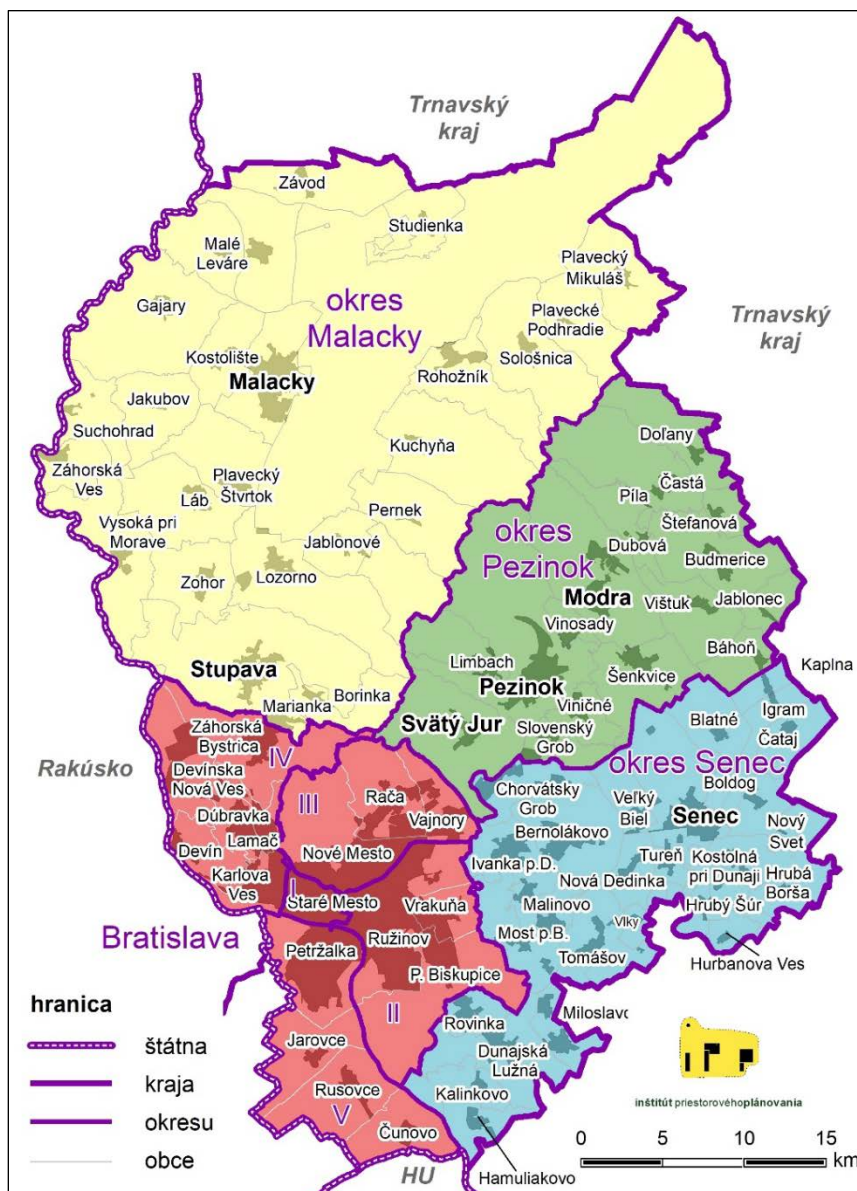 Trnavský
kraj
Závod
Studienka
Malé
Leváre
Plavecký
Mikuláš
Gajary
okres
Malacky
Plavecké
Podhradie
Trnavský
kraj
Kostolište
Malacky
Sološnica
Rohožník
Jakubov
Suchohrad
Kuchyňa
Doľany
Záhorská
Ves
Plavecký
Štvrtok
Láb
Píla
Častá
Pernek
Štefanová
Vysoká pri
Morave
okres
Pezinok
Jablonové
Dubová
Budmerice
Zohor
Lozorno
Modra
Vištuk
Jablonec
Vinosady
Báhoň
Stupava
Limbach
Pezinok
Šenkvice
Kaplna
Marianka
Borinka
Viničné
Svätý Jur
Slovenský
Grob
Igram
Blatné
Čataj
Záhorská
Bystrica
IV
okres Senec
Rakúsko
Devínska
Nová Ves
III
Rača
Chorvátsky
Grob
Boldog
Veľký
Biel
Senec
Dúbravka
Vajnory
Bernolákovo
Nový
Svet
Lamač
Devín
Nové Mesto
Ivanka p.D.
Tureň
Kostolná
pri Dunaji
Karlova
Ves
I
Staré Mesto
Nová Dedinka
Hrubá
Borša
Vrakuňa
Malinovo
Hrubý Šúr
Vlky
Bratislava
Petržalka
Ružinov
Most p.B.
Tomášov
Hurbanova Ves
P. Biskupice
hranica
II
Miloslavo
Rovinka
štátna
Jarovce
Dunajská
Lužná
kraja
Rusovce
Kalinkovo
inštitút priestorovéhoplánovania
okresu
V
Čunovo
0 5 10 15
km
obce
HU
Hamuliakovo